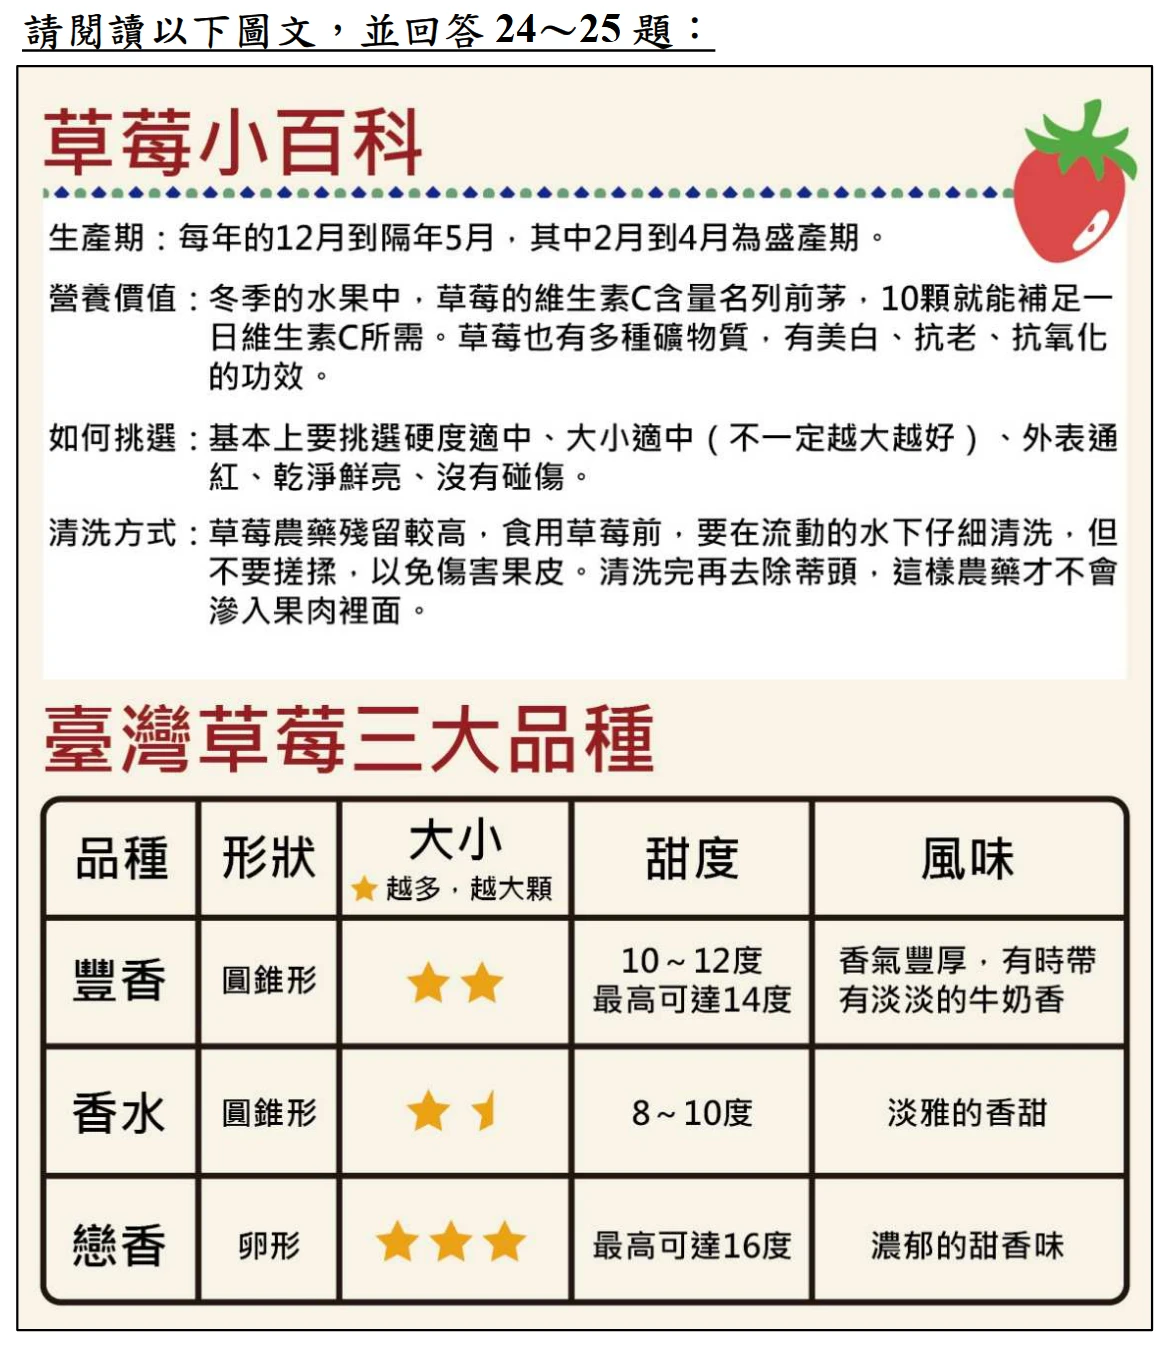 請閱讀以下圖文，並回答 24～25 題：
草莓小百科
生產期：每年的12月到隔年5月，其中2月到4月為盛產期。
營養價值：冬季的水果中，草莓的維生素C含量名列前茅，10顆就能補足一
日維生素C所需。草莓也有多種礦物質，有美白、抗老、抗氧化
的功效。
如何挑選：基本上要挑選硬度適中、大小適中（不一定越大越好）、外表通
紅、乾淨鮮亮、沒有碰傷。
清洗方式：草莓農藥殘留較高，食用草莓前，要在流動的水下仔細清洗，但
不要搓揉，以免傷害果皮。清洗完再去除蒂頭，這樣農藥才不會
滲入果肉裡面。
臺灣草莓三大品種
品種 形狀 大小 甜度 風味
★越多，越大顆
豐香 圓錐形 10～12度 香氣豐厚，有時帶
最高可達14度 有淡淡的牛奶香
香水 圓錐形 8～10度 淡雅的香甜
戀香 卵形 最高可達16度 濃郁的甜香味